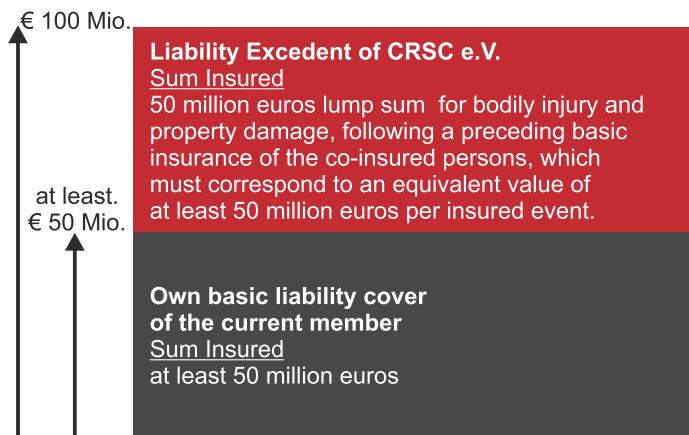 € 100 Mio.
Liability Excedent of CRSC e.V.
Sum Insured
50 million euros lump sum  for bodily injury and
property damage, following a preceding basic
insurance of the co-insured persons, which
must correspond to an equivalent value of
at least 50 million euros per insured event.
at least.
€ 50 Mio.
Own basic liability cover
of the current member
Sum Insured
at least 50 million euros